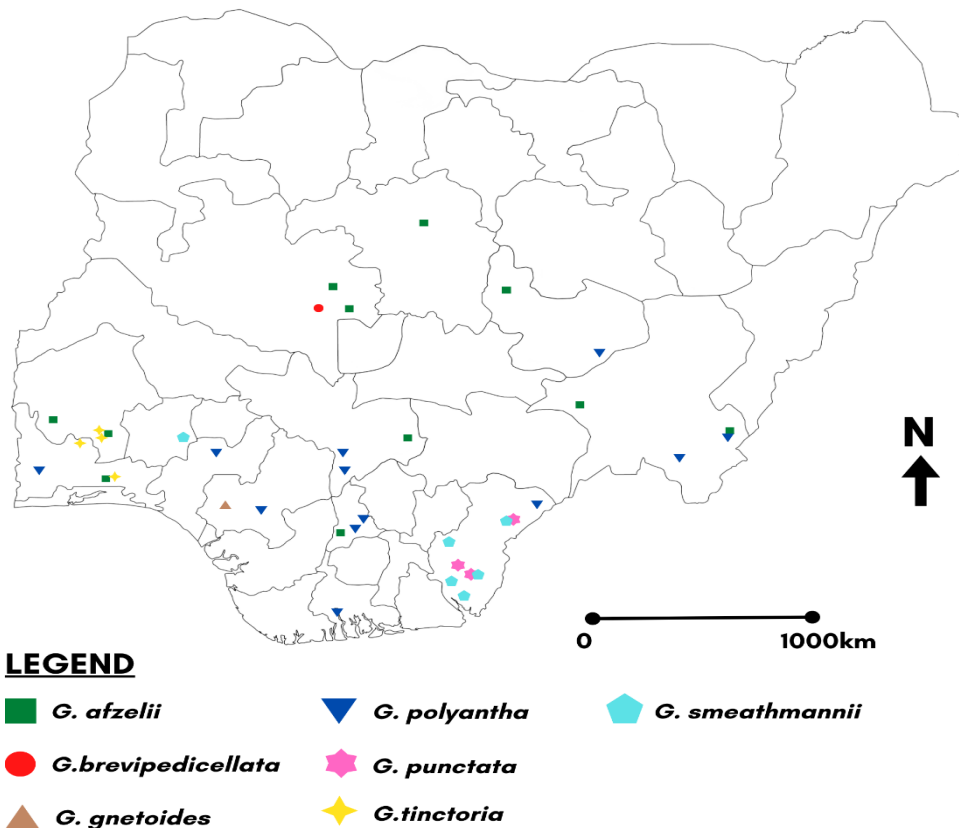 N
0 1000km
LEGEND
G. afzelii G. polyantha G. smeathmannii
G.brevipedicellata G. punctata
G. gnetoides G.tinctoria